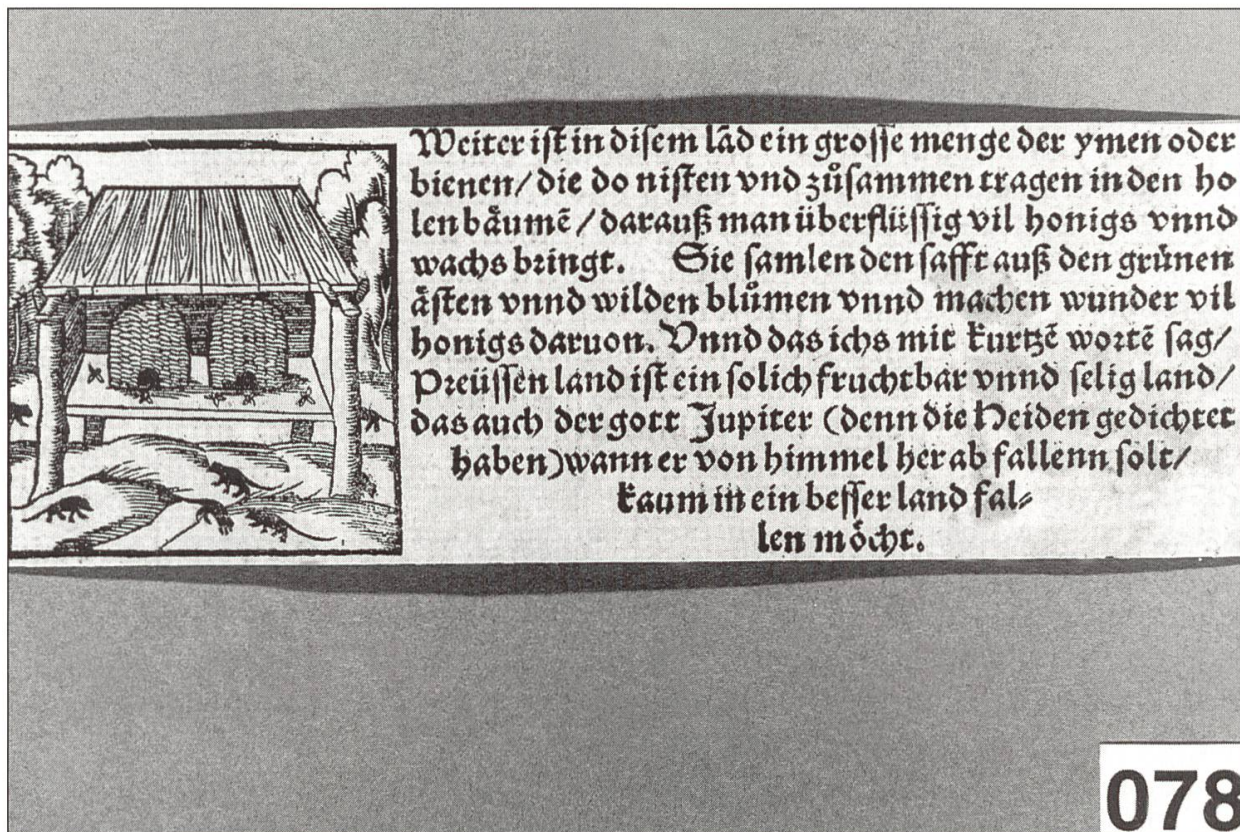 Weiter ist in disem lãd ein grosse menge der ymen oder
bienen/ die do nisten vnd zůsammen tragen in den ho
len bäumẽ / darauß man überflüssig vil honigs vnnd
wachs bringt. Sie samlen den safft auß den grünen
ästen vnnd wilden blůmen vnnd machen wunder vil
honigs daruon. Vnnd das ichs mit kurtzẽ wortẽ sag/
Preüssen land ist ein solich fruchtbar vnnd selig land/
das auch der gott Jupiter (denn die Heiden gedichtet
haben) wann er von himmel her ab fallenn solt/
kaum in ein besser land fal⸗
len möcht.
078